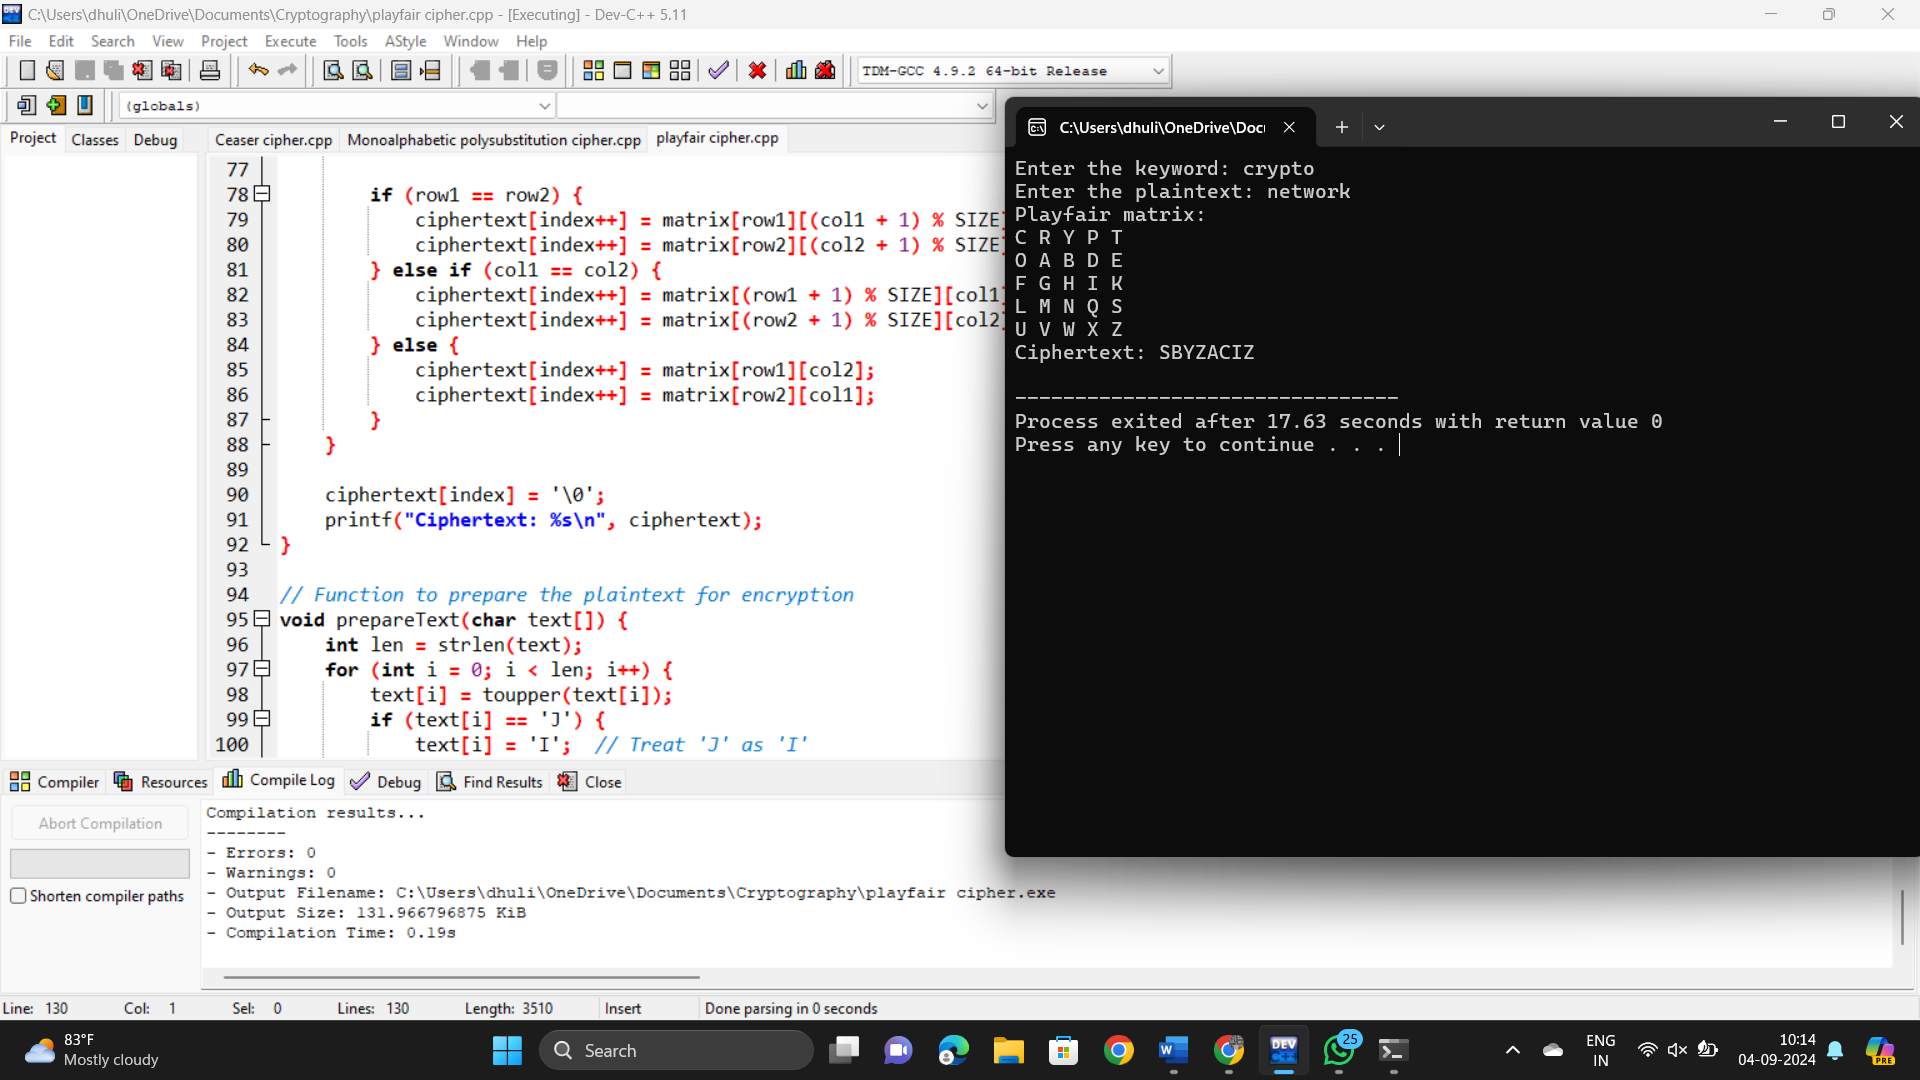 C:\Users\dhuli\OneDrive\Documents\Cryptography\playfair cipher.cpp - [Executing] - Dev-C++ 5.11
File Edit Search View Project Execute Tools AStyle Window Help
TDM-GCC 4.9.2 64-bit Release
(globals)
Project Classes Debug
Ceaser cipher.cpp Monoalphabetic polysubstitution cipher.cpp playfair cipher.cpp
77
78 if (row1 == row2) {
79 ciphertext[index++] = matrix[row1][(col1 + 1) % SIZE]
80 ciphertext[index++] = matrix[row2][(col2 + 1) % SIZE]
81 } else if (col1 == col2) {
82 ciphertext[index++] = matrix[(row1 + 1) % SIZE][col1]
83 ciphertext[index++] = matrix[(row2 + 1) % SIZE][col2]
84 } else {
85 ciphertext[index++] = matrix[row1][col2];
86 ciphertext[index++] = matrix[row2][col1];
87 }
88 }
89
90 ciphertext[index] = '\0';
91 printf("Ciphertext: %s\n", ciphertext);
92 }
93
94 // Function to prepare the plaintext for encryption
95 void prepareText(char text[]) {
96 int len = strlen(text);
97 for (int i = 0; i < len; i++) {
98 text[i] = toupper(text[i]);
99 if (text[i] == 'J') {
100 text[i] = 'I'; // Treat 'J' as 'I'
C:\Users\dhuli\OneDrive\Doc
Enter the keyword: crypto
Enter the plaintext: network
Playfair matrix:
C R Y P T
O A B D E
F G H I K
L M N Q S
U V W X Z
Ciphertext: SBYZACIZ
--------------------------------
Process exited after 17.63 seconds with return value 0
Press any key to continue . . .
Compiler Resources Compile Log Debug Find Results Close
Abort Compilation
Shorten compiler paths
Compilation results...
--------
- Errors: 0
- Warnings: 0
- Output Filename: C:\Users\dhuli\OneDrive\Documents\Cryptography\playfair cipher.exe
- Output Size: 131.966796875 KiB
- Compilation Time: 0.19s
Line: 130 Col: 1 Sel: 0 Lines: 130 Length: 3510 Insert Done parsing in 0 seconds
83°F
Mostly cloudy
Search
DEV
25
ENG
IN
10:14
04-09-2024
PRE